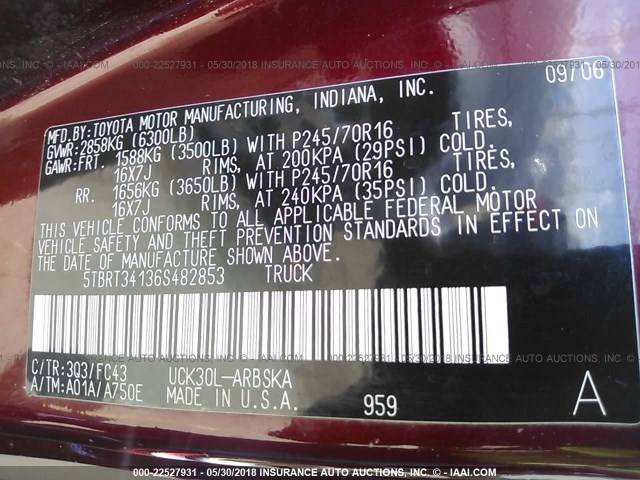 000-22527931 - 05/30/2018 INSURANCE AUTO AUCTIONS, INC. - © IAAI.COM
09/06
MFD.BY:TOYOTA MOTOR MANUFACTURING, INDIANA, INC.
GVWR:2858KG (6300LB)
GAWR:FRT. 1588KG (3500LB) WITH P245/70R16 TIRES,
16X7J RIMS, AT 200KPA (29PSI) COLD.
RR. 1656KG (3650LB) WITH P245/70R16 TIRES,
16X7J RIMS, AT 240KPA (35PSI) COLD.
THIS VEHICLE CONFORMS TO ALL APPLICABLE FEDERAL MOTOR
VEHICLE SAFETY AND THEFT PREVENTION STANDARDS IN EFFECT ON
THE DATE OF MANUFACTURE SHOWN ABOVE.
5TBRT34136S482853 TRUCK
C/TR:3Q3/FC43 UCK30L-ARBSKA
A/TM:A01A/A750E MADE IN U.S.A. 959 A
000-22527931 - 05/30/2018 INSURANCE AUTO AUCTIONS, INC. - © IAAI.COM